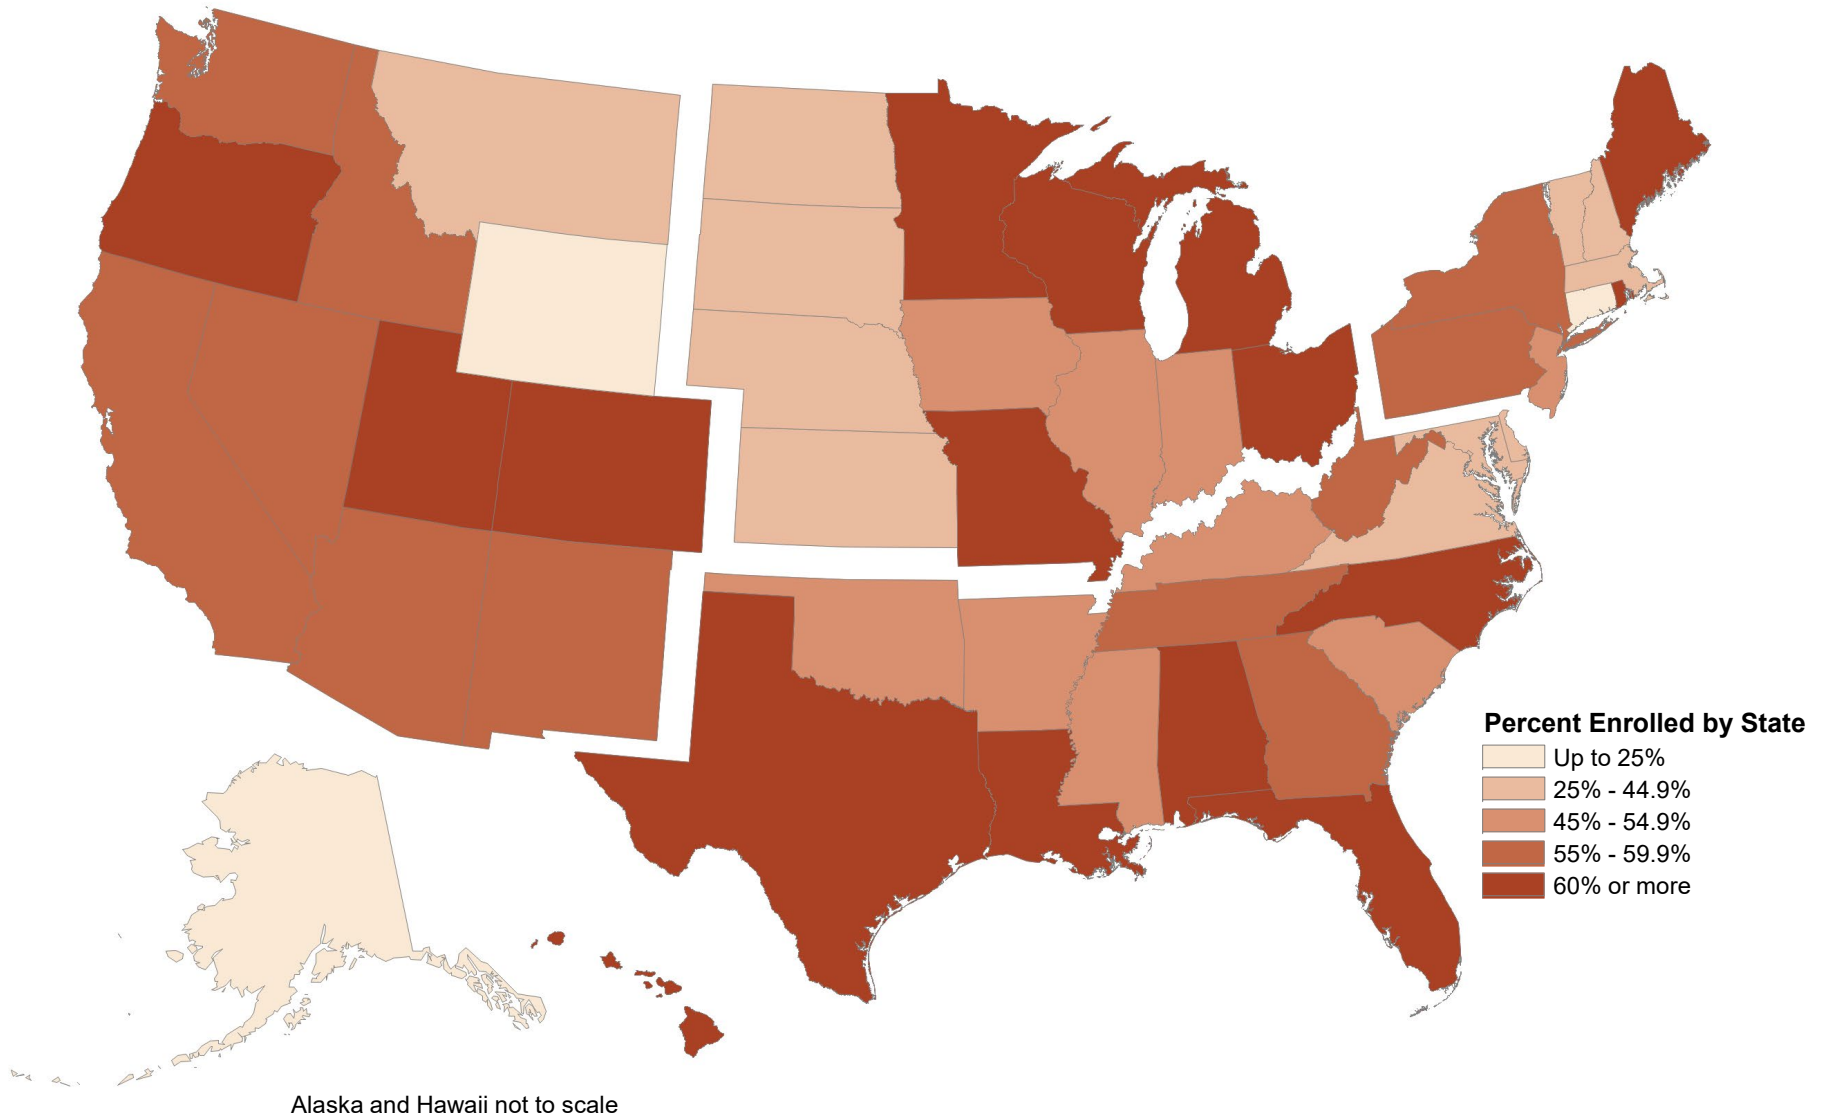 Percent Enrolled by State
Up to 25%
25% - 44.9%
45% - 54.9%
55% - 59.9%
60% or more
Alaska and Hawaii not to scale